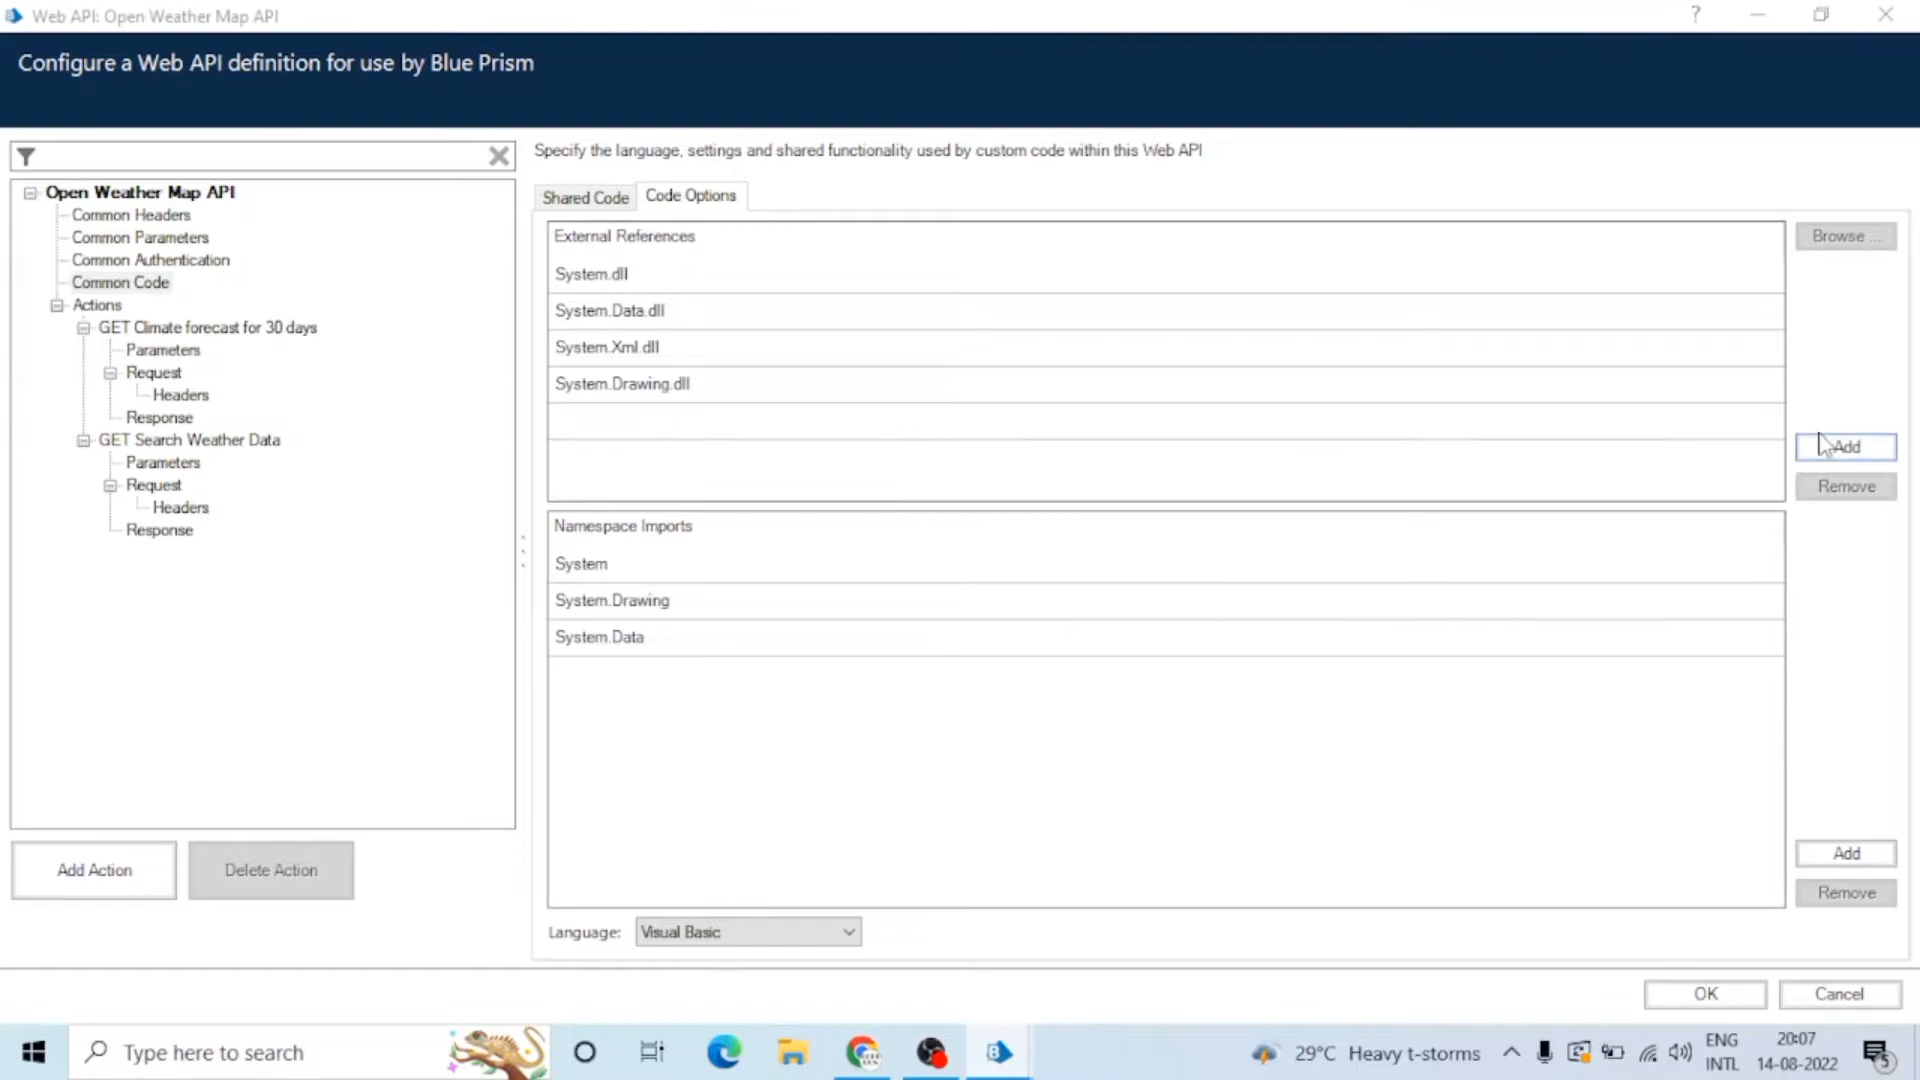 Web API: Open Weather Map API
?
Configure a Web API definition for use by Blue Prism
Specify the language, settings and shared functionality used by custom code within this Web API
Open Weather Map API
Common Headers
Common Parameters
Common Authentication
Common Code
Actions
GET Climate forecast for 30 days
Parameters
Request
Headers
Response
GET Search Weather Data
Parameters
Request
Headers
Response
Add Action
Delete Action
Shared Code
Code Options
External References
System.dll
System.Data.dll
System.Xml.dll
System.Drawing.dll
Browse ...
Add
Remove
Namespace Imports
System
System.Drawing
System.Data
Add
Remove
Language:
Visual Basic
OK
Cancel
Type here to search
29°C Heavy t-storms
ENG
INTL
20:07
14-08-2022
5